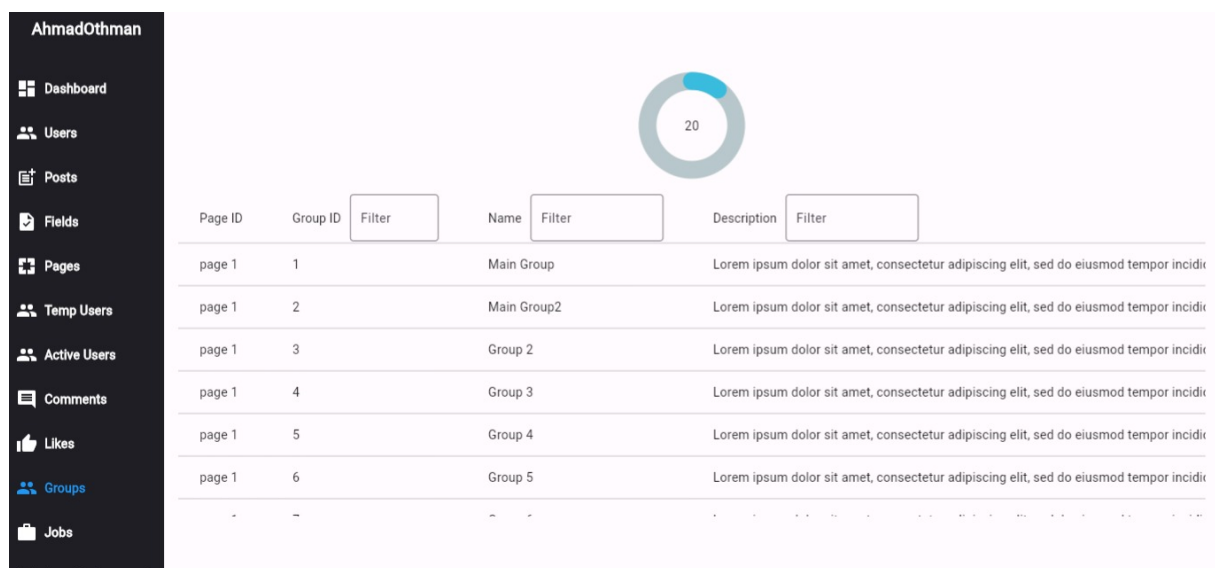 AhmadOthman
Dashboard
Users
Posts
Fields
Pages
Temp Users
Active Users
Comments
Likes
Groups
Jobs
20
Page ID Group ID Filter Name Filter Description Filter
page 1 1 Main Group Lorem ipsum dolor sit amet, consectetur adipiscing elit, sed do eiusmod tempor
page 1 2 Main Group2 Lorem ipsum dolor sit amet, consectetur adipiscing elit, sed do eiusmod tempor
page 1 3 Group 2 Lorem ipsum dolor sit amet, consectetur adipiscing elit, sed do eiusmod tempor
page 1 4 Group 3 Lorem ipsum dolor sit amet, consectetur adipiscing elit, sed do eiusmod tempor
page 1 5 Group 4 Lorem ipsum dolor sit amet, consectetur adipiscing elit, sed do eiusmod tempor
page 1 6 Group 5 Lorem ipsum dolor sit amet, consectetur adipiscing elit, sed do eiusmod tempor